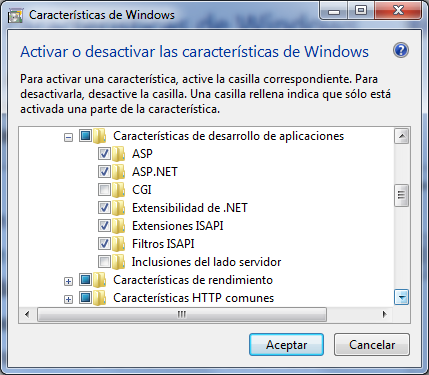 Características de Windows
Activar o desactivar las características de Windows
Para activar una característica, active la casilla correspondiente. Para
desactivarla, desactive la casilla. Una casilla rellena indica que sólo está
activada una parte de la característica.
Características de desarrollo de aplicaciones
ASP
ASP.NET
CGI
Extensibilidad de .NET
Extensiones ISAPI
Filtros ISAPI
Inclusiones del lado servidor
Características de rendimiento
Características HTTP comunes
Aceptar
Cancelar